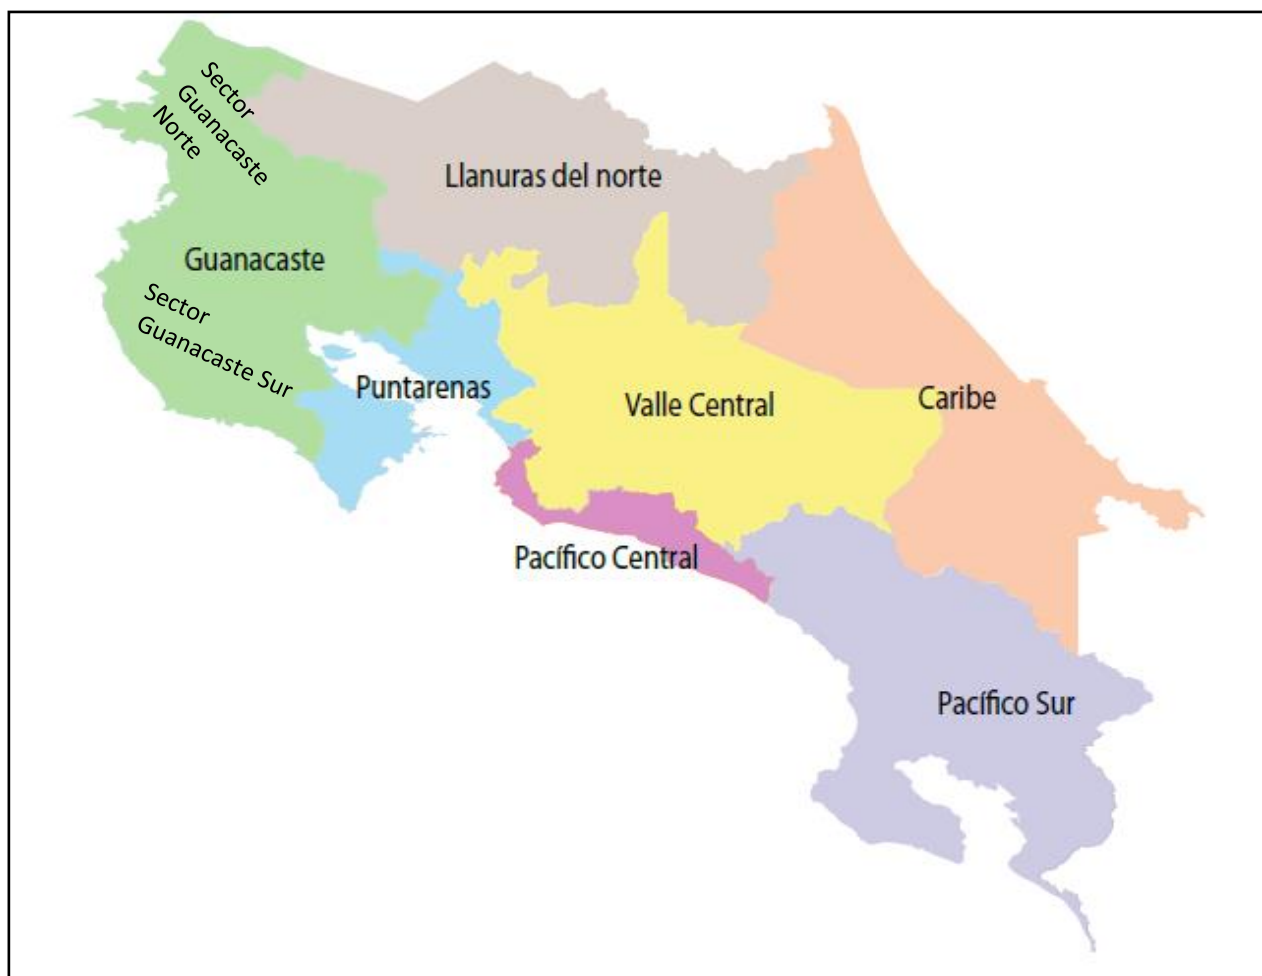 Sector
Guanacaste
Norte
Llanuras del norte
Guanacaste
Sector
Guanacaste Sur
Puntarenas
Valle Central
Caribe
Pacífico Central
Pacífico Sur